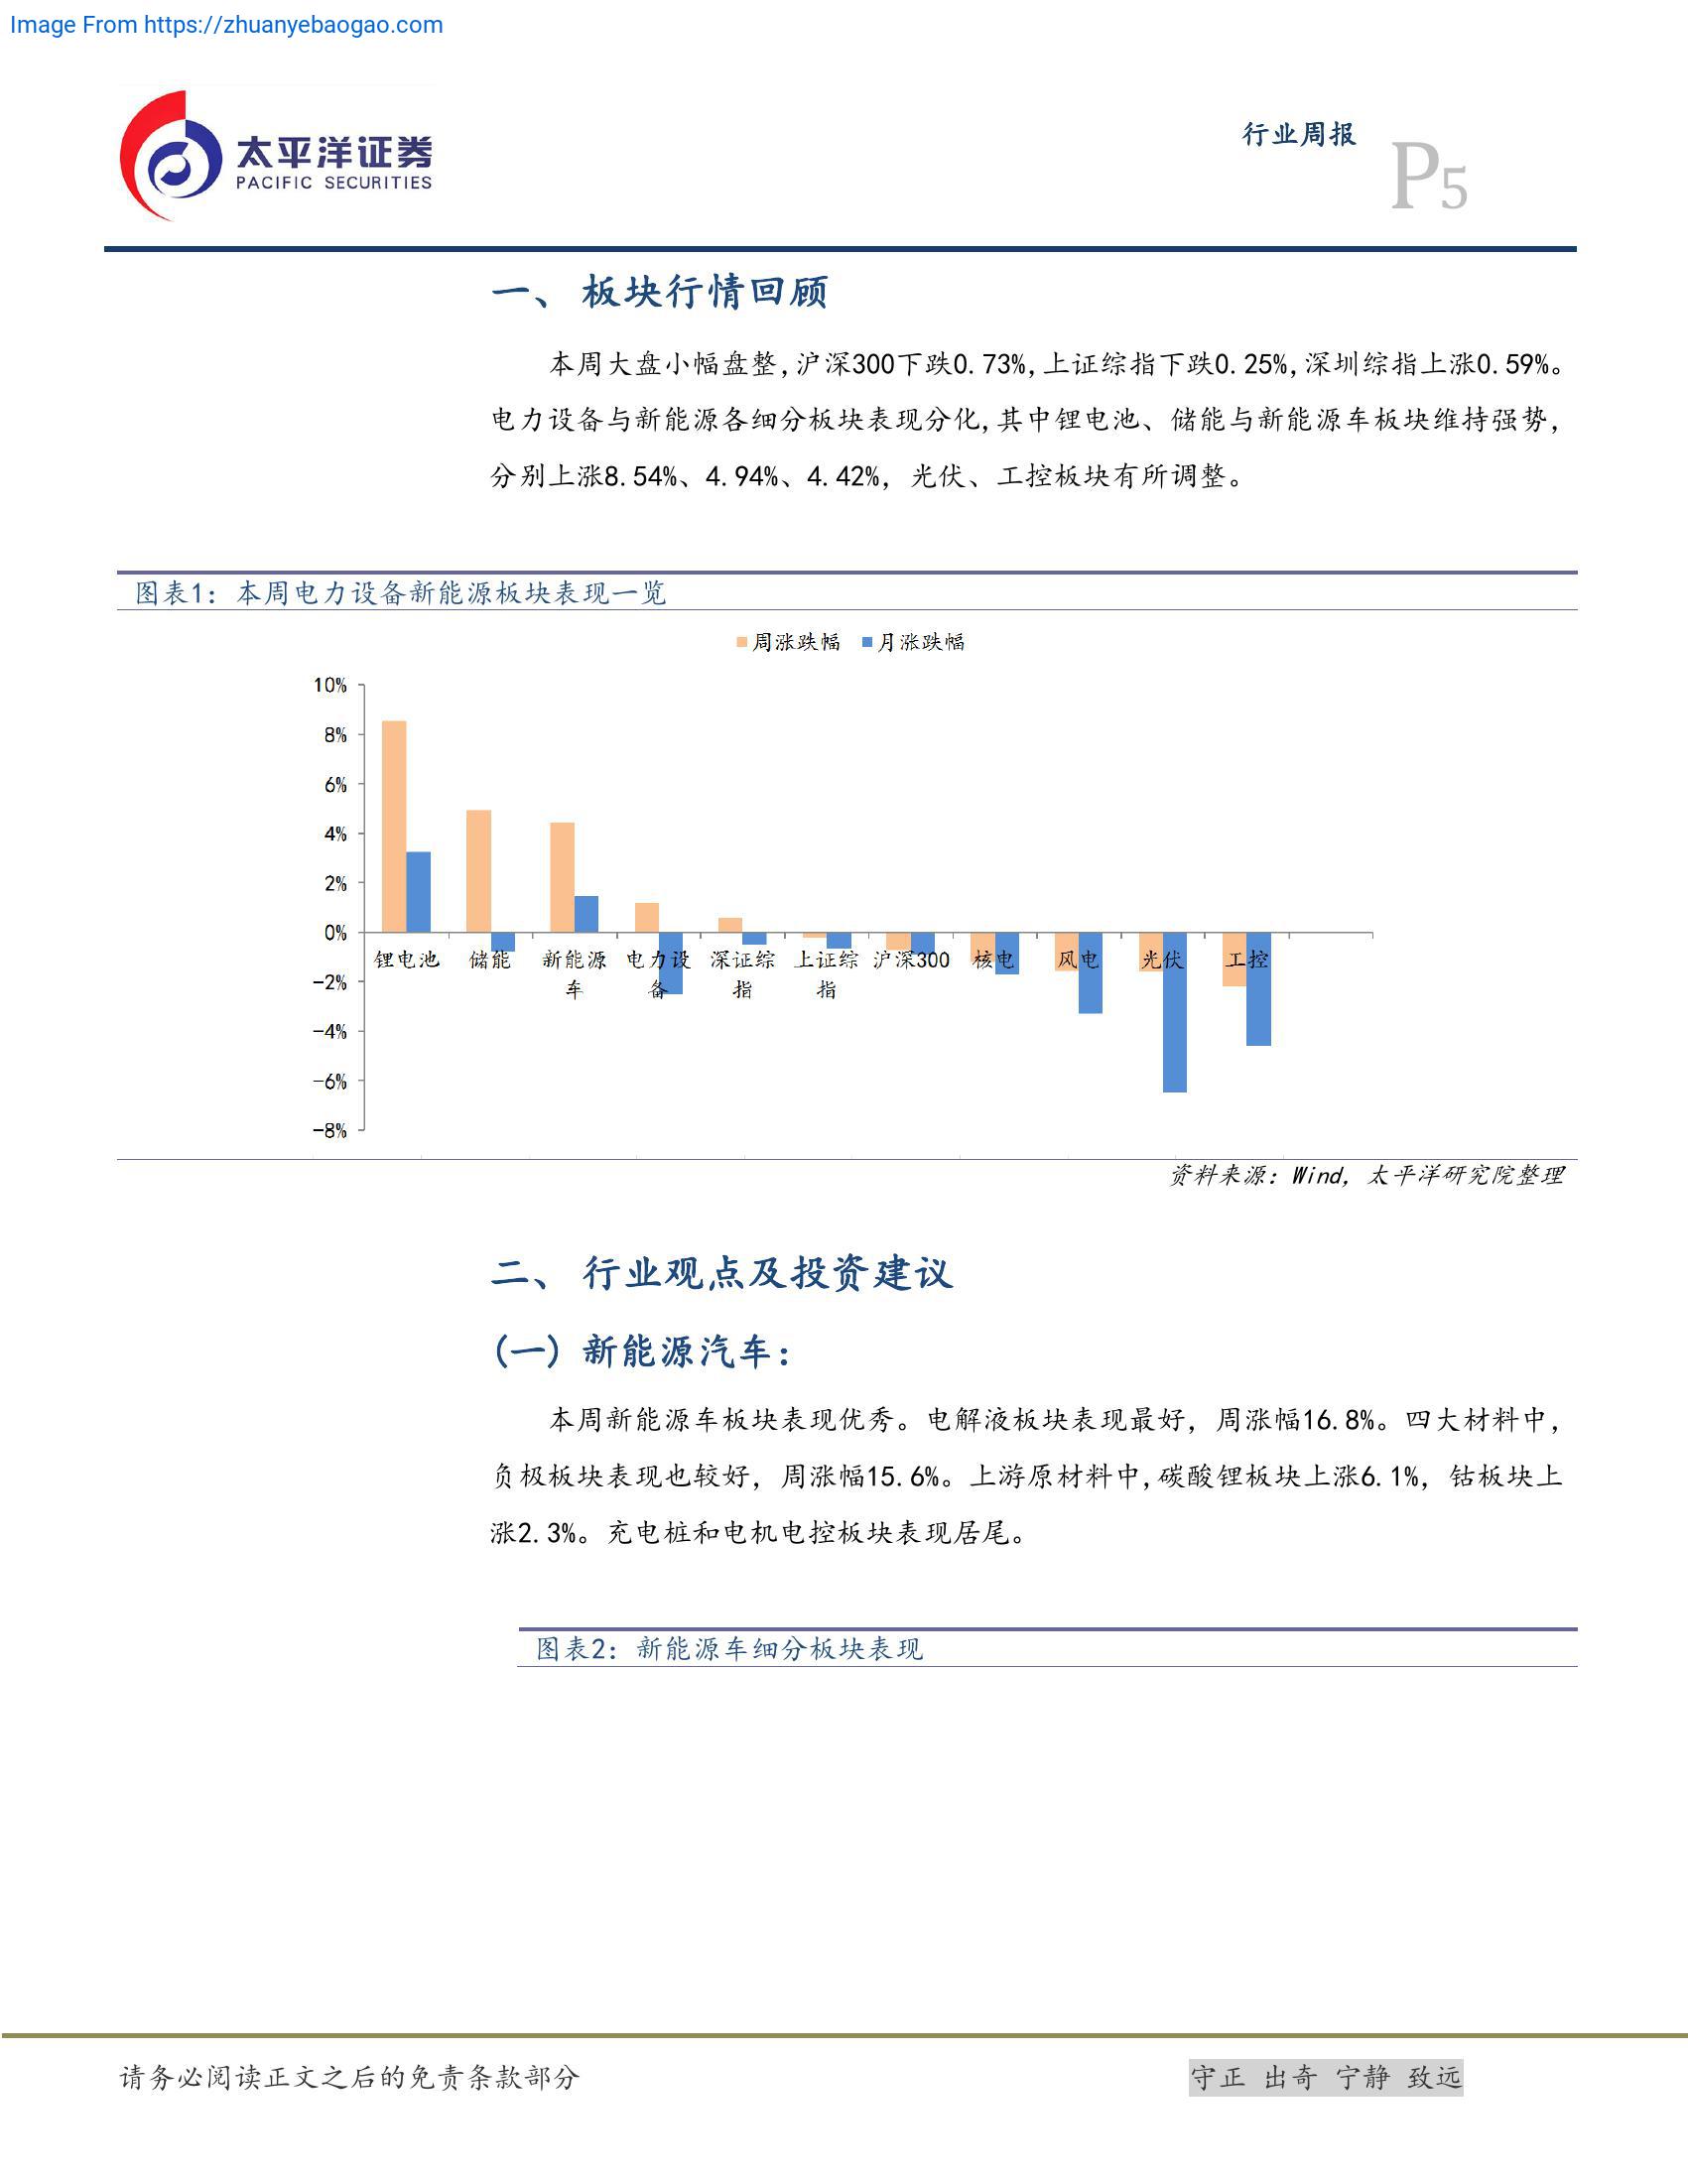 Image From https://zhuanyebaogao.com
太平洋证券
PACIFIC SECURITIES
行业周报
P5
一、 板块行情回顾
本周大盘小幅盘整,沪深300下跌0.73%,上证综指下跌0.25%,深圳综指上涨0.59%。
电力设备与新能源各细分板块表现分化,其中锂电池、储能与新能源车板块维持强势,
分别上涨8.54%、4.94%、4.42%, 光伏、工控板块有所调整。
图表1: 本周电力设备新能源板块表现一览
周涨跌幅 月涨跌幅
10%
8%
6%
4%
2%
0%
-2%
-4%
-6%
-8%
锂电池 储能 新能源 电力设 深证综 上证综 沪深300 核电 风电 光伏 工控
车 备 指 指
资料来源: Wind, 太平洋研究院整理
二、 行业观点及投资建议
(一) 新能源汽车:
本周新能源车板块表现优秀。电解液板块表现最好, 周涨幅16.8%。四大材料中,
负极板块表现也较好, 周涨幅15.6%。上游原材料中,碳酸锂板块上涨6.1%, 钴板块上
涨2.3%。充电桩和电机电控板块表现居尾。
图表2: 新能源车细分板块表现
请务必阅读正文之后的免责条款部分
守正 出奇 宁静 致远